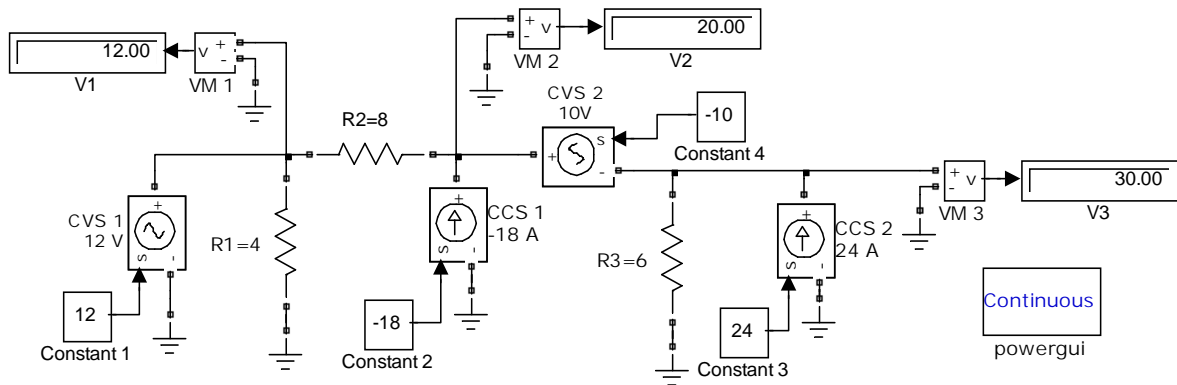 12.00
V1
v
+
-
VM 1
+
-
v
VM 2
20.00
V2
R2=8
CVS 2
10V
+
s
-
-10
Constant 4
CVS 1
12 V
+
s
-
R1=4
+
s
-
CCS 1
-18 A
R3=6
+
s
-
CCS 2
24 A
+
-
v
VM 3
30.00
V3
12
Constant 1
-18
Constant 2
24
Constant 3
Continuous
powergui